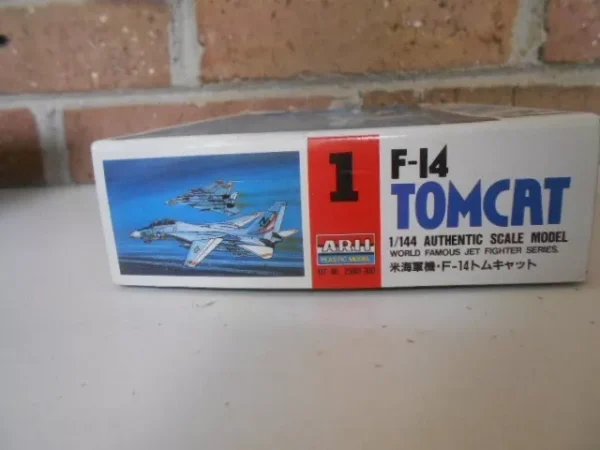 1
A.R.I.I
PLASTIC MODEL
F-14
TOMCAT
1/144 AUTHENTIC SCALE MODEL
WORLD FAMOUS JET FIGHTER SERIES.
米海軍機・F-14トムキャット